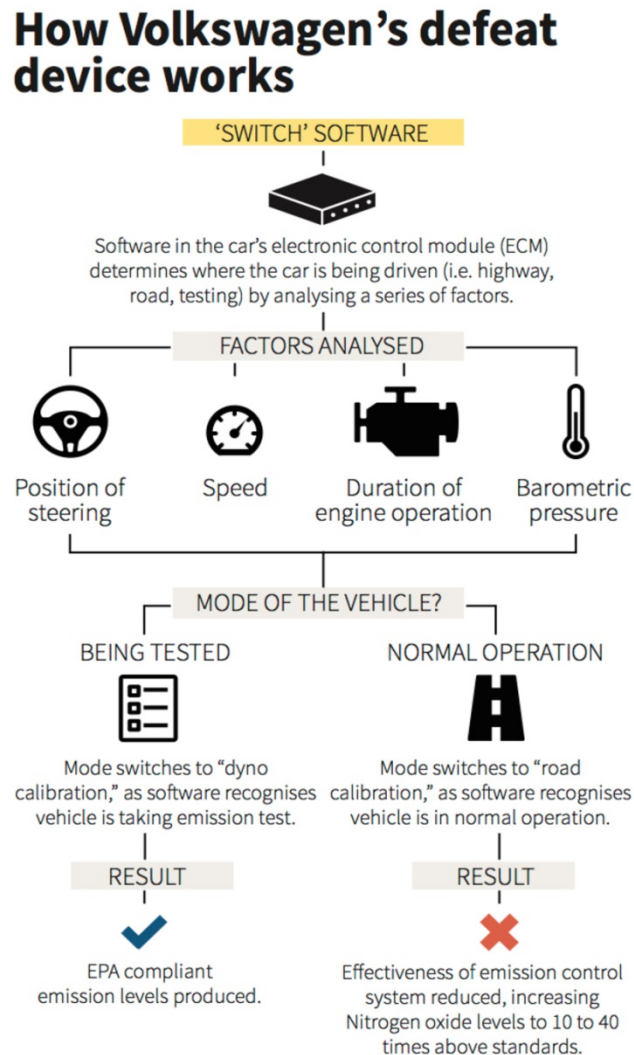 How Volkswagen's defeat
device works
'SWITCH' SOFTWARE
Software in the car's electronic control module (ECM)
determines where the car is being driven (i.e. highway,
road, testing) by analysing a series of factors.
FACTORS ANALYSED
Position of
steering
Speed
Duration of
engine operation
Barometric
pressure
MODE OF THE VEHICLE?
BEING TESTED
Mode switches to “dyno
calibration,” as software recognises
vehicle is taking emission test.
RESULT
EPA compliant
emission levels produced.
NORMAL OPERATION
Mode switches to “road
calibration,” as software recognises
vehicle is in normal operation.
RESULT
Effectiveness of emission control
system reduced, increasing
Nitrogen oxide levels to 10 to 40
times above standards.